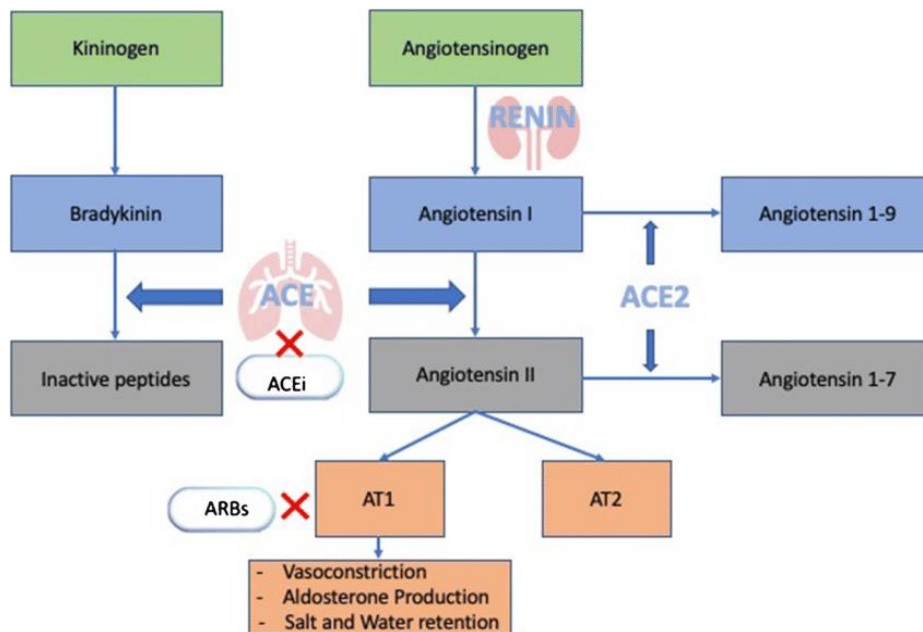 Kininogen
Angiotensinogen
RENIN
Bradykinin
Angiotensin I
Angiotensin 1-9
ACE
ACE2
Inactive peptides
ACEi
Angiotensin II
Angiotensin 1-7
ARBs
AT1
AT2
- Vasoconstriction
- Aldosterone Production
- Salt and Water retention